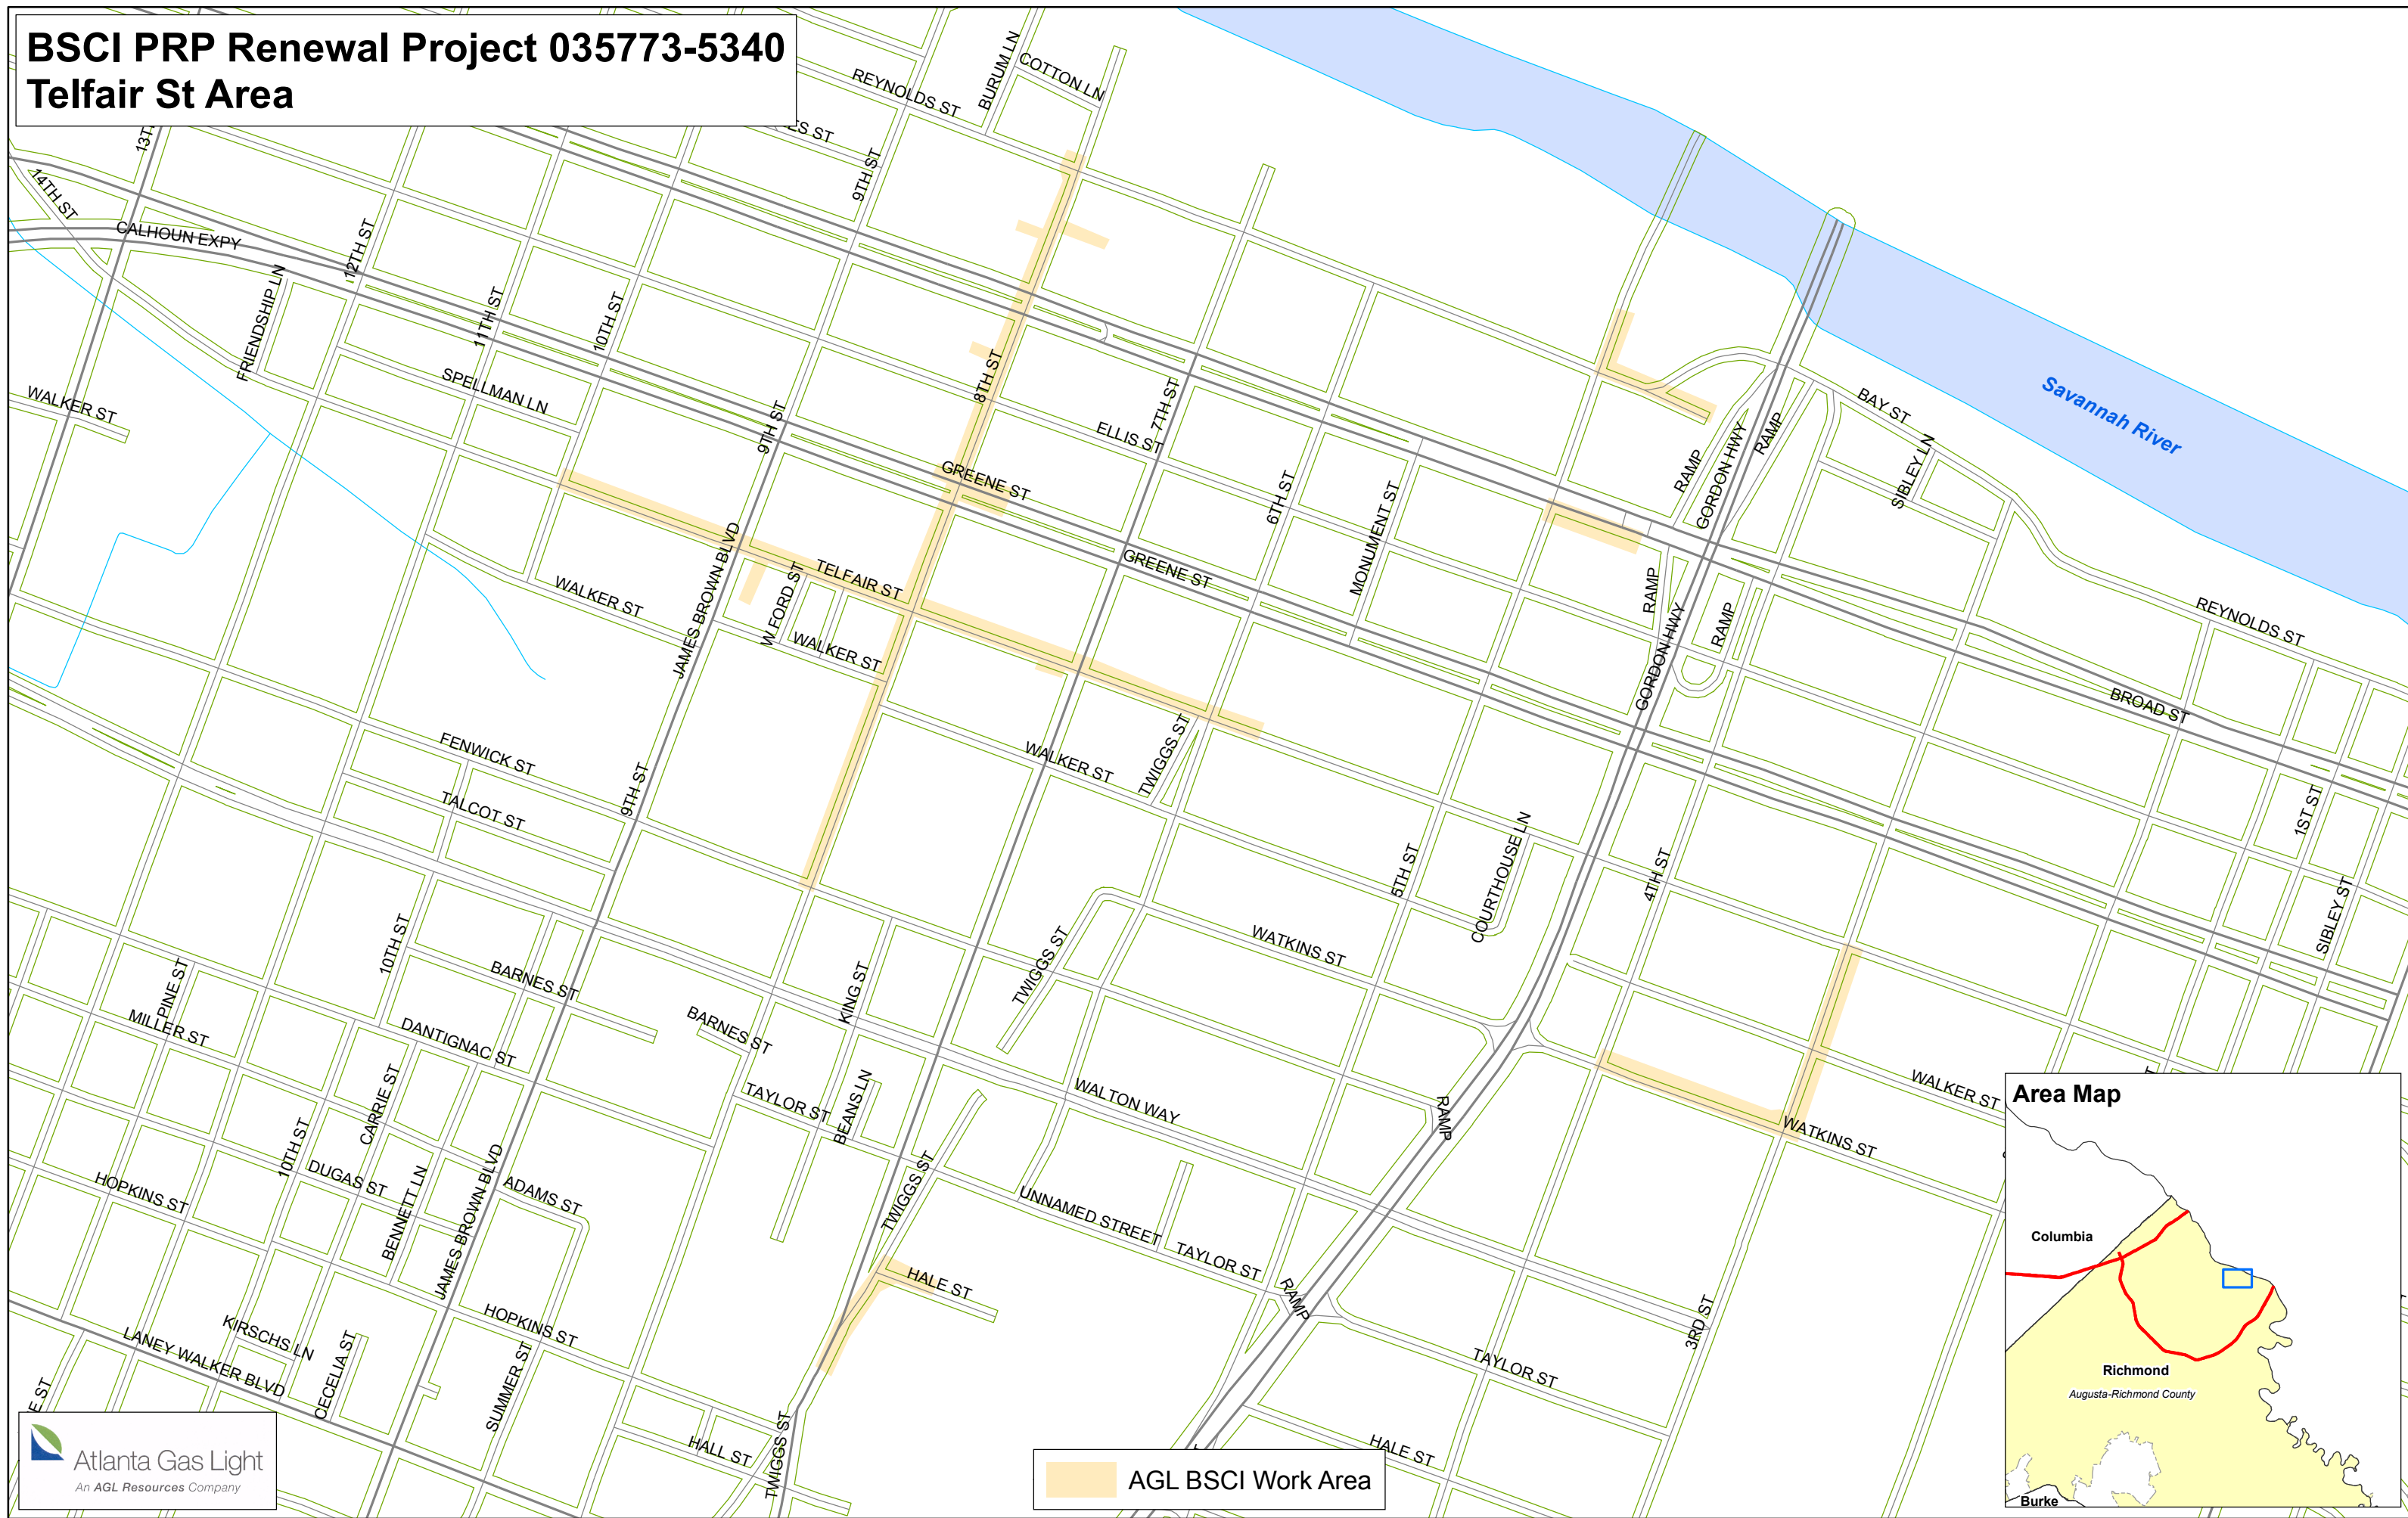 BSCI PRP Renewal Project 035773-5340
Telfair St Area
REYNOLDS ST
BURUM LN
COTTON LN
9TH ST
14TH ST
CALHOUN EXPY
12TH ST
FRIENDSHIP LN
11TH ST
10TH ST
SPELLMAN LN
WALKER ST
9TH ST
8TH ST
7TH ST
ELLIS ST
GREENE ST
GREENE ST
6TH ST
MONUMENT ST
RAMP
GORDON HWY
RAMP
BAY ST
SIBLEY LN
Savannah River
REYNOLDS ST
BROAD ST
RAMP
RAMP
GORDON HWY
JAMES BROWN BLVD
W FORD ST
TELFAIR ST
WALKER ST
WALKER ST
WALKER ST
TWIGGS ST
FENWICK ST
TALCOT ST
9TH ST
5TH ST
COURTHOUSE LN
4TH ST
1ST ST
SIBLEY ST
WATKINS ST
TWIGGS ST
KING ST
10TH ST
BARNES ST
BARNES ST
PINE ST
MILLER ST
DANTIGNAC ST
CARRIE ST
TAYLOR ST
BEANS LN
WALTON WAY
RAMP
WALKER ST
WATKINS ST
10TH ST
DUGAS ST
HOPKINS ST
BENNETT LN
JAMES BROWN BLVD
ADAMS ST
TWIGGS ST
UNNAMED STREET
TAYLOR ST
RAMP
HALE ST
HOPKINS ST
KIRSCHS LN
LANEY WALKER BLVD
CECELIA ST
SUMMER ST
3RD ST
TAYLOR ST
HALE ST
HALL ST
TWIGGS ST
Area Map
Columbia
Richmond
Augusta-Richmond County
Burke
Atlanta Gas Light
An AGL Resources Company
AGL BSCI Work Area